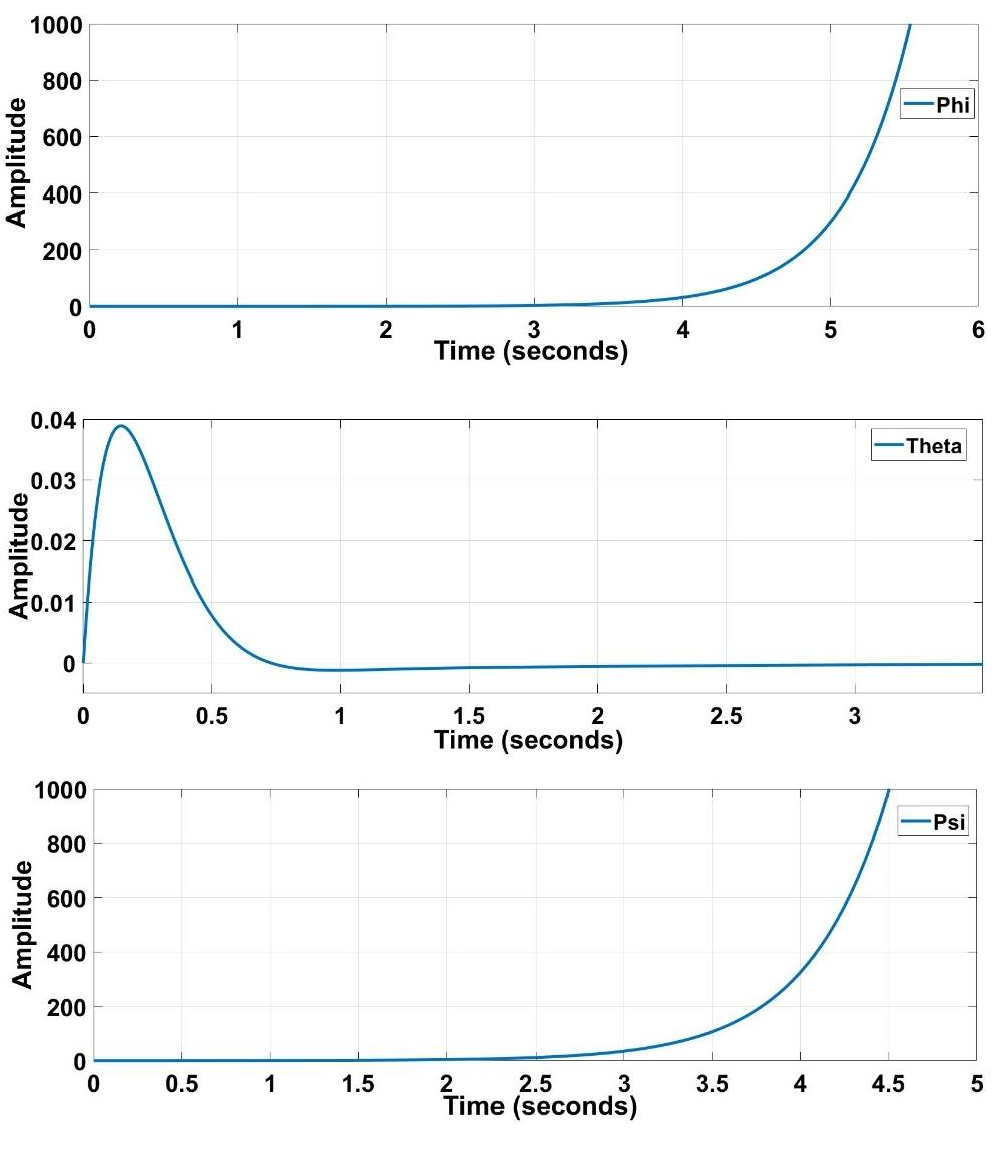 1000
800
600
400
200
0
Amplitude
Phi
0 1 2 3 4 5 6
Time (seconds)
0.04
0.03
0.02
0.01
0
Amplitude
Theta
0 0.5 1 1.5 2 2.5 3
Time (seconds)
1000
800
600
400
200
0
Amplitude
Psi
0 0.5 1 1.5 2 2.5 3 3.5 4 4.5 5
Time (seconds)